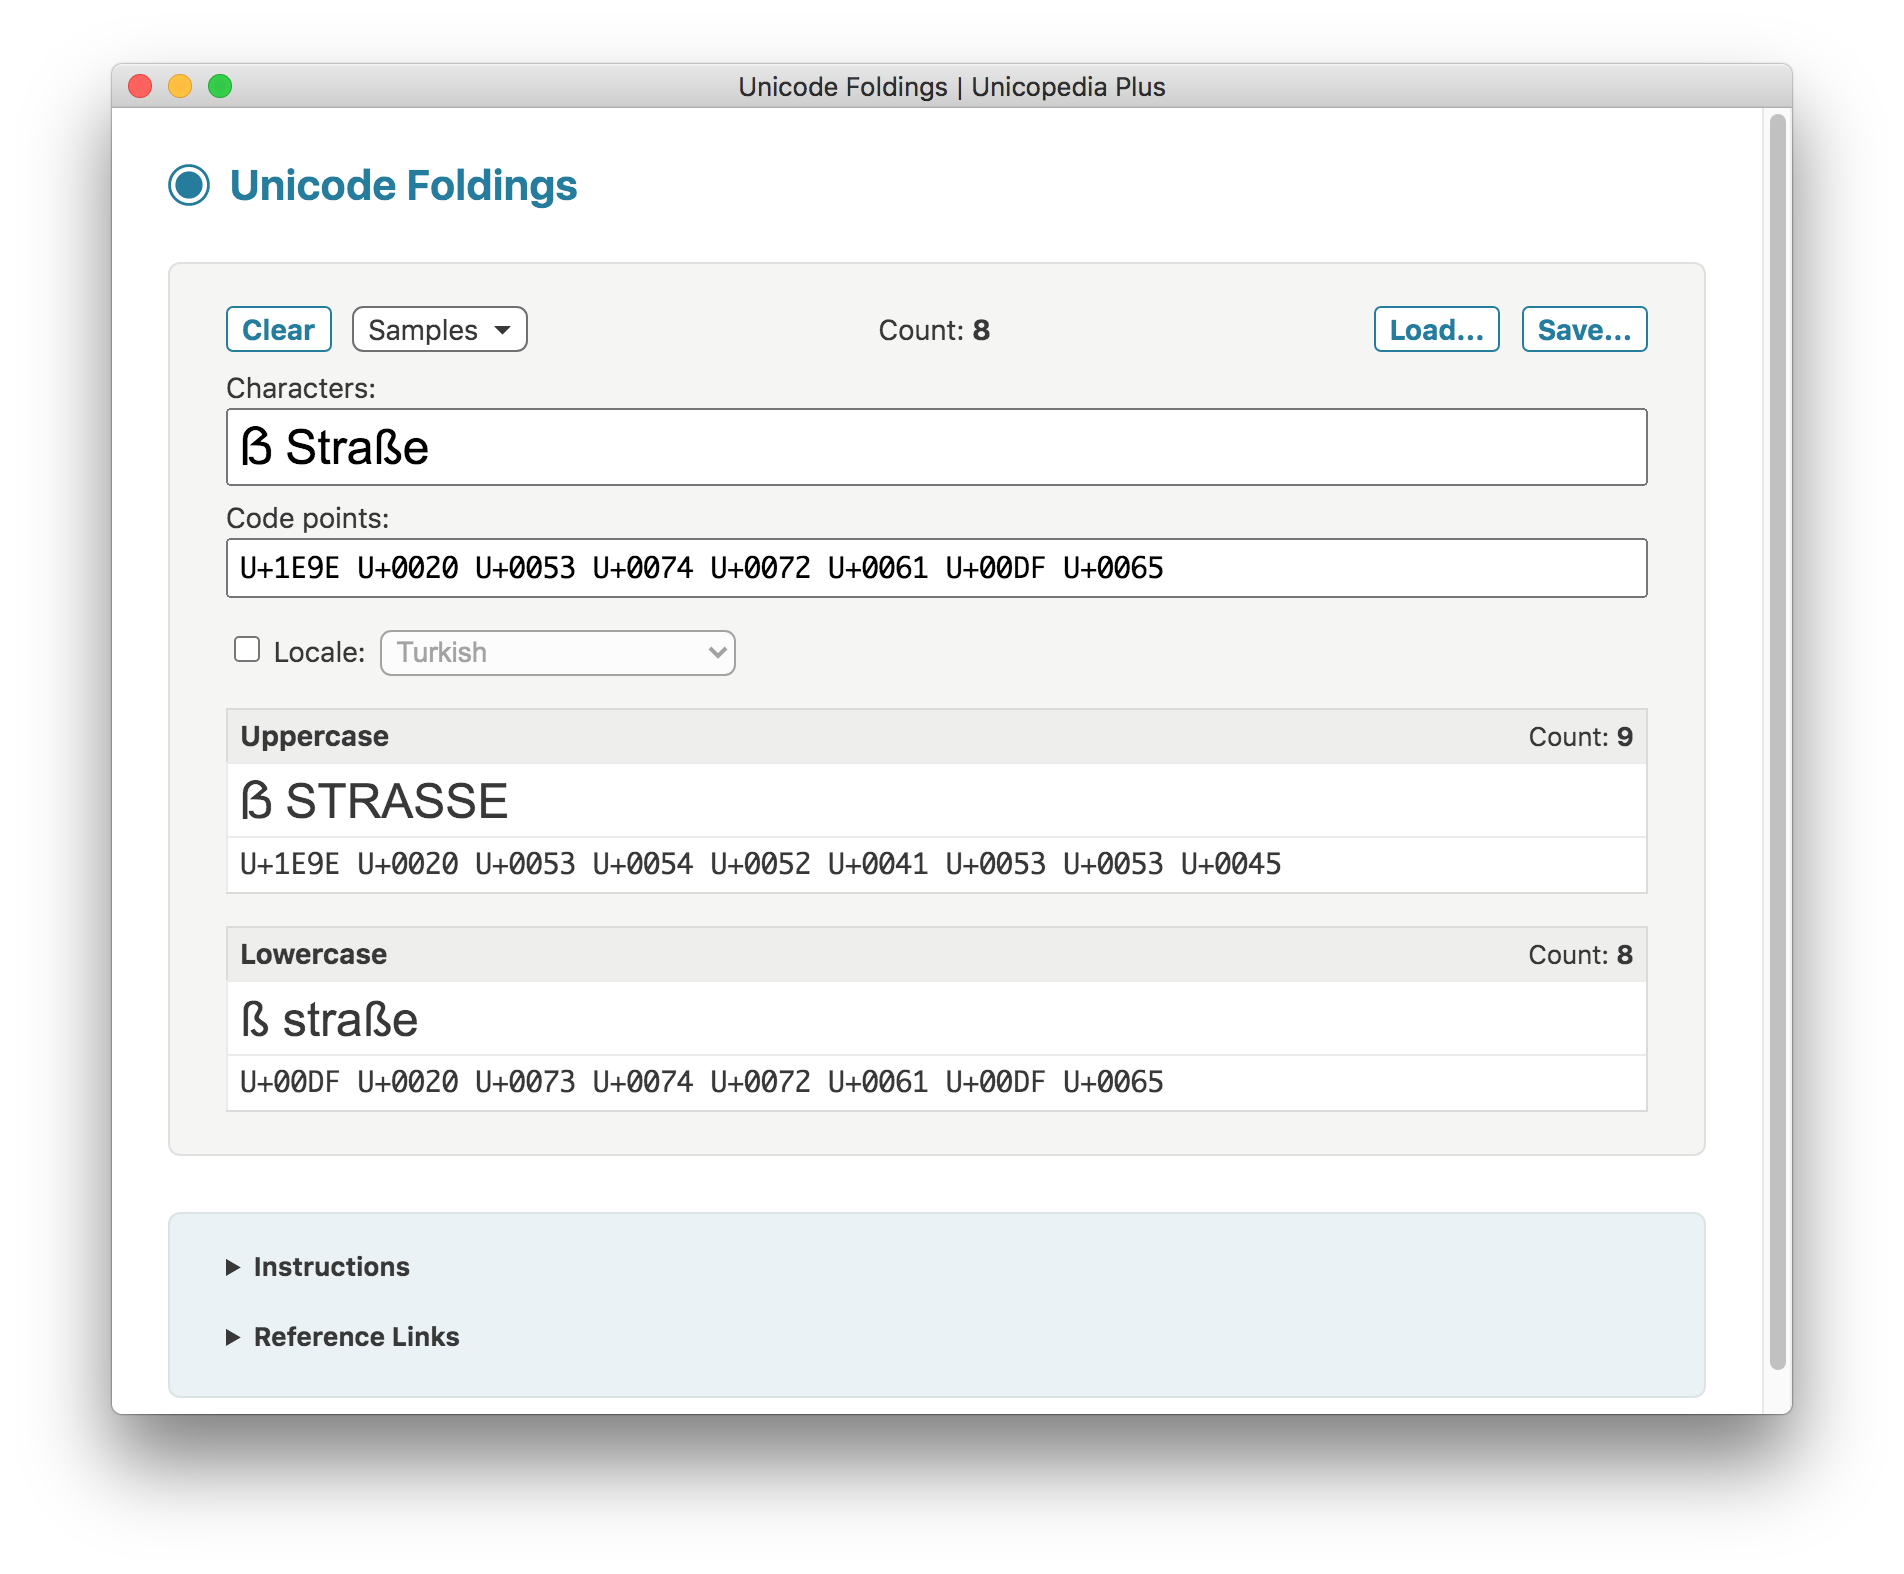 Unicode Foldings | Unicopedia Plus
Unicode Foldings
Clear Samples Count: 8 Load... Save...
Characters:
ẞ Straße
Code points:
U+1E9E U+0020 U+0053 U+0074 U+0072 U+0061 U+00DF U+0065
Locale: Turkish
Uppercase Count: 9
ẞ STRASSE
U+1E9E U+0020 U+0053 U+0054 U+0052 U+0041 U+0053 U+0053 U+0045
Lowercase Count: 8
ß straße
U+00DF U+0020 U+0073 U+0074 U+0072 U+0061 U+00DF U+0065
Instructions
Reference Links